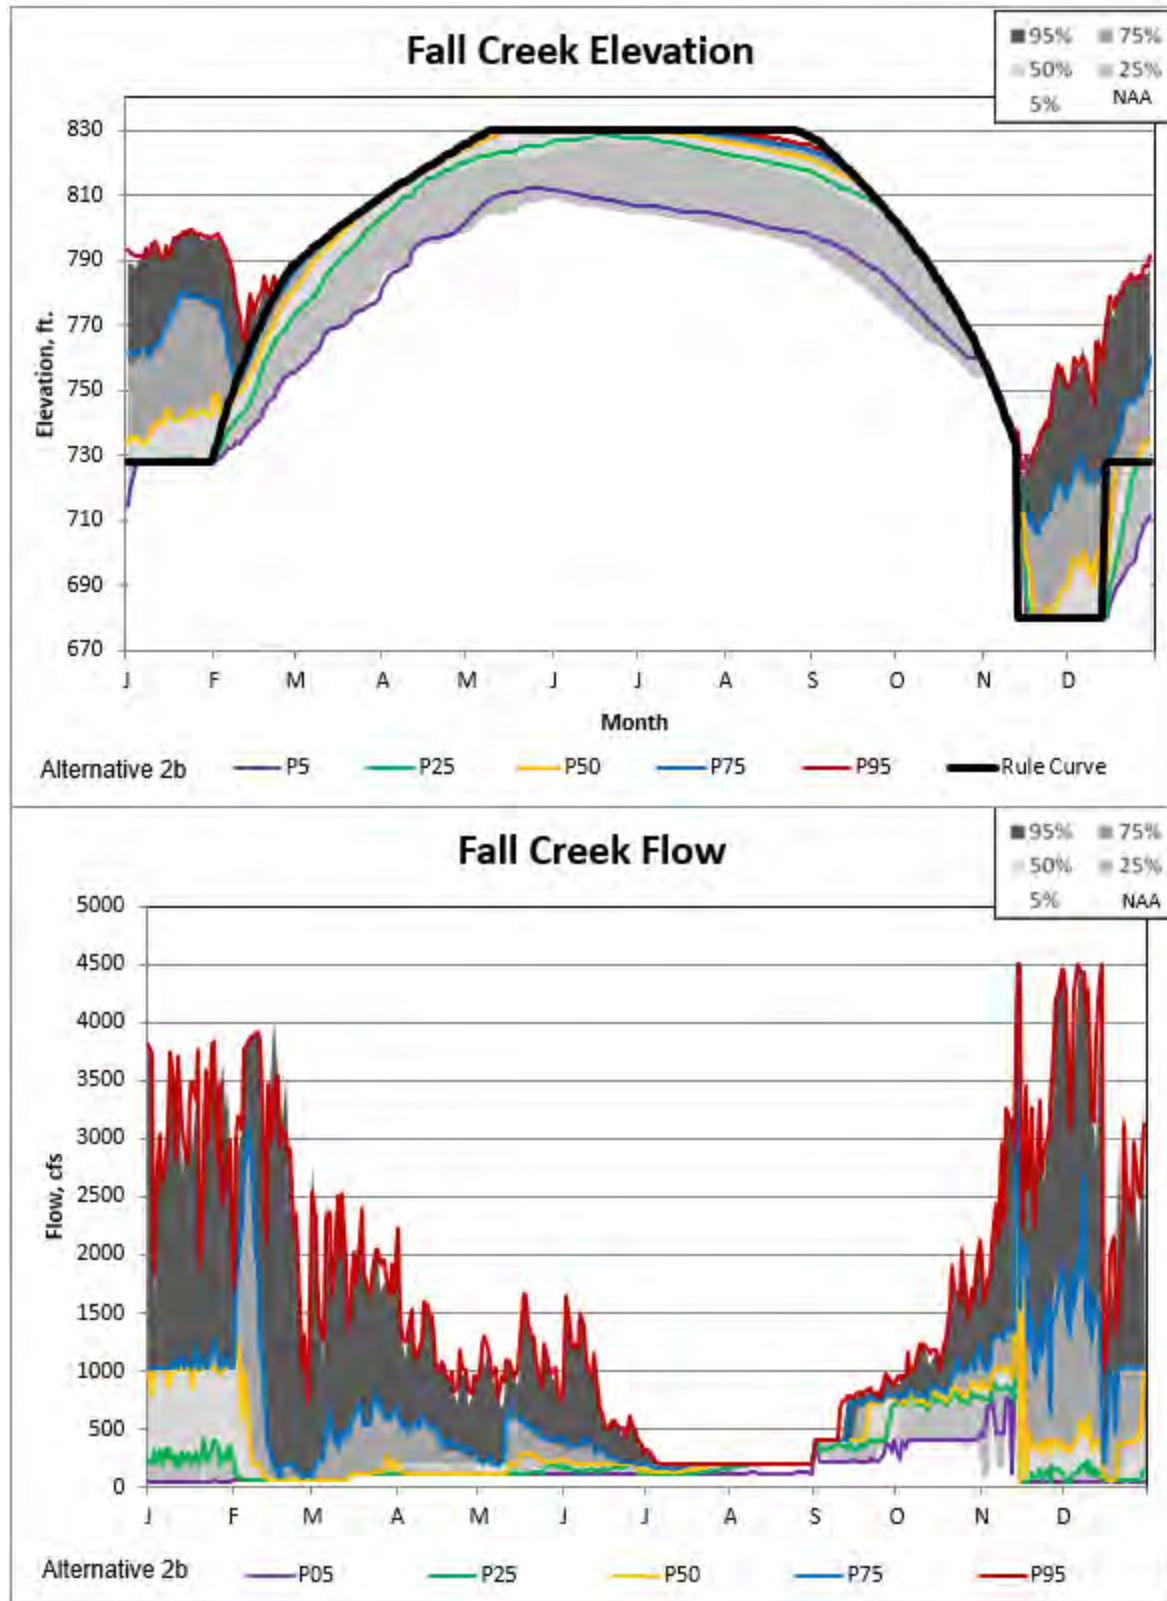 Fall Creek Elevation
■95% ■75%
■50% ■25%
5% NAA
830
810
790
770
750
730
710
690
670
Elevation, ft.
J F M A M J J A S O N D
Month
Alternative 2b P5 P25 P50 P75 P95 Rule Curve
Fall Creek Flow
■95% ■75%
■50% ■25%
5% NAA
5000
4500
4000
3500
3000
2500
2000
1500
1000
500
0
Flow, cfs
J F M A M J J A S O N D
Alternative 2b P05 P25 P50 P75 P95